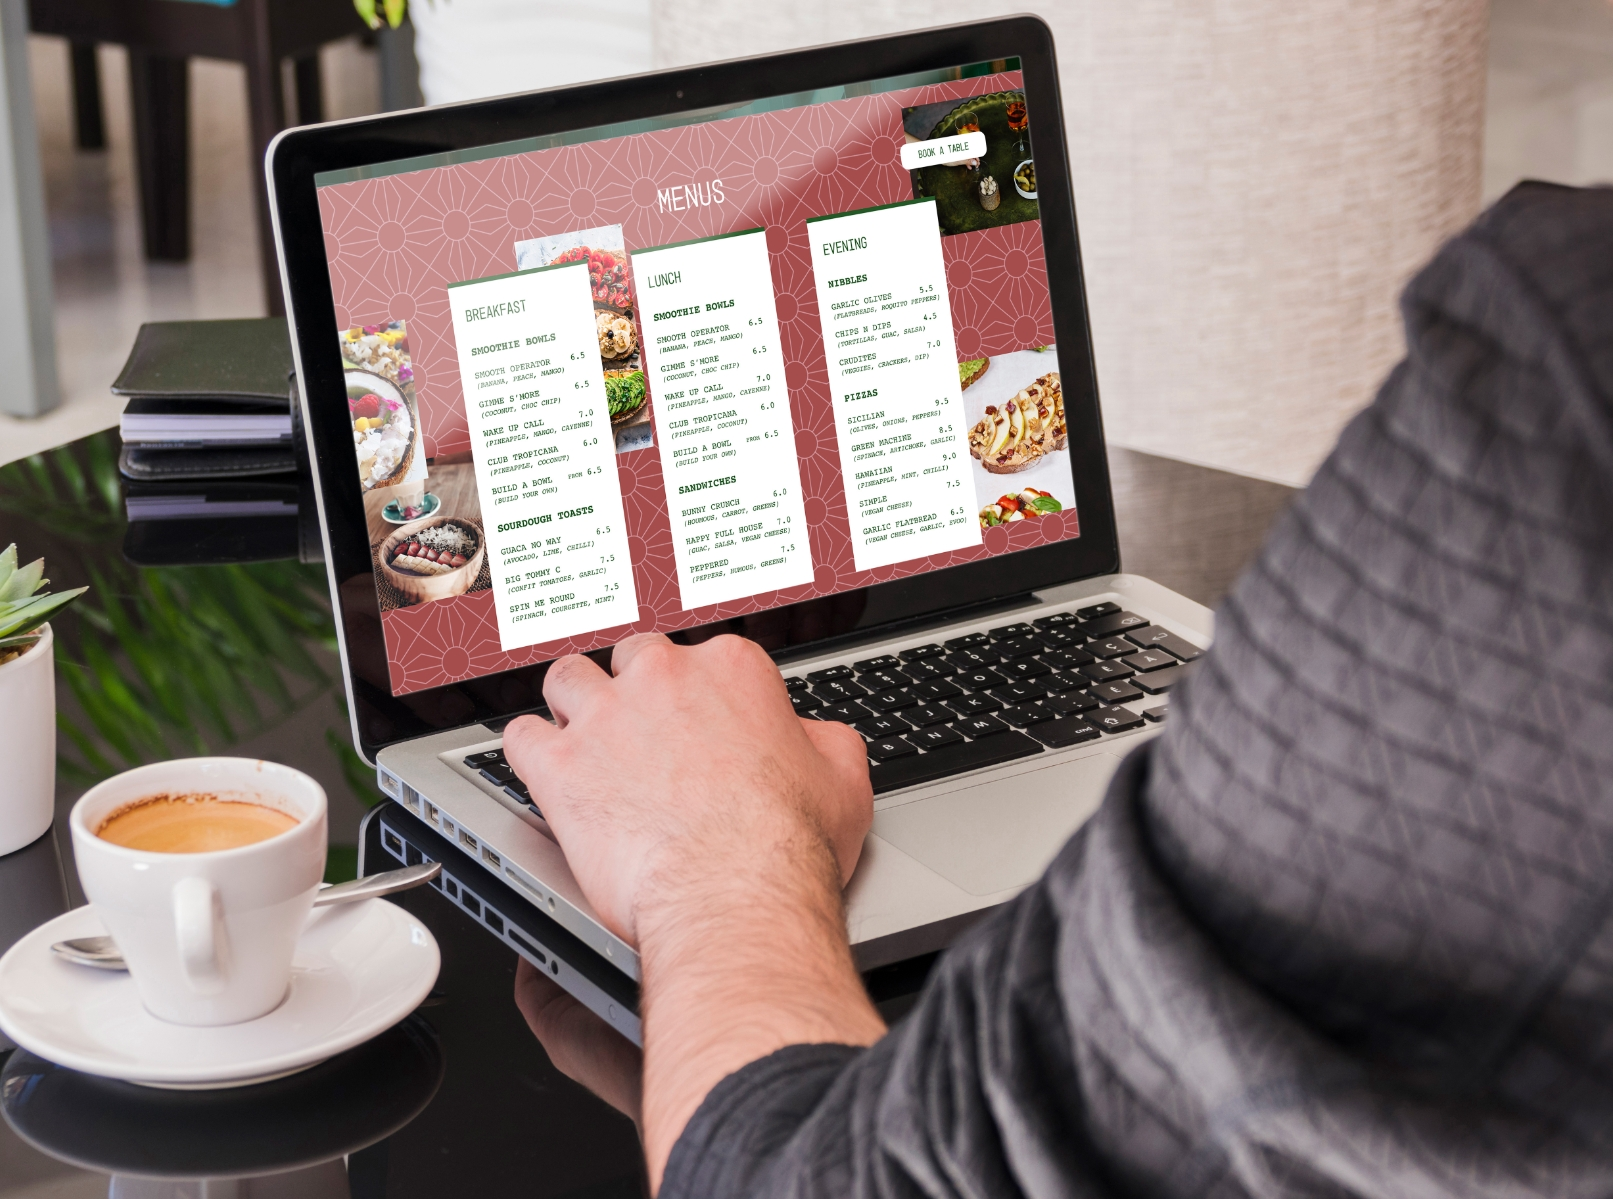 BOOK A TABLE
MENUS
BREAKFAST
SMOOTHIE BOWLS
SMOOTH OPERATOR 6.5
(BANANA, PEACH, MANGO)
GIMME S'MORE 6.5
(COCONUT, CHOC CHIP)
WAKE UP CALL 7.0
(PINEAPPLE, MANGO, CAYENNE)
CLUB TROPICANA 6.0
(PINEAPPLE, COCONUT)
BUILD A BOWL FROM 6.5
(BUILD YOUR OWN)
SOURDOUGH TOASTS
GUACA NO WAY 6.5
(AVOCADO, LIME, CHILLI)
BIG TOMMY C 7.5
(CONFIT TOMATOES, GARLIC)
SPIN ME ROUND 7.5
(SPINACH, COURGETTE, MINT)
LUNCH
SMOOTHIE BOWLS
SMOOTH OPERATOR 6.5
(BANANA, PEACH, MANGO)
GIMME S'MORE 6.5
(COCONUT, CHOC CHIP)
WAKE UP CALL 7.0
(PINEAPPLE, MANGO, CAYENNE)
CLUB TROPICANA 6.0
(PINEAPPLE, COCONUT)
BUILD A BOWL FROM 6.5
(BUILD YOUR OWN)
SANDWICHES
BUNNY CRUNCH 6.0
(HOUMOUS, CARROT, GREENS)
HAPPY FULL HOUSE 7.0
(GUAC, SALSA, VEGAN CHEESE)
PEPPERED 7.5
(PEPPERS, HUMOUS, GREENS)
EVENING
NIBBLES
GARLIC OLIVES 5.5
(FLATBREADS, ROQUITO PEPPERS)
CHIPS N DIPS 4.5
(TORTILLAS, GUAC, SALSA)
CRUDITES 7.0
(VEGGIES, CRACKERS, DIP)
PIZZAS
SICILIAN 9.5
(OLIVES, ONIONS, PEPPERS)
GREEN MACHINE 8.5
(SPINACH, ARTICHOKE, GARLIC)
HAWAIIAN 9.0
(PINEAPPLE, MINT, CHILLI)
SIMPLE 7.5
(VEGAN CHEESE)
GARLIC FLATBREAD 6.5
(VEGAN CHEESE, GARLIC, EVOO)
Y U I O P
H J K L Ç
B N M
cmd